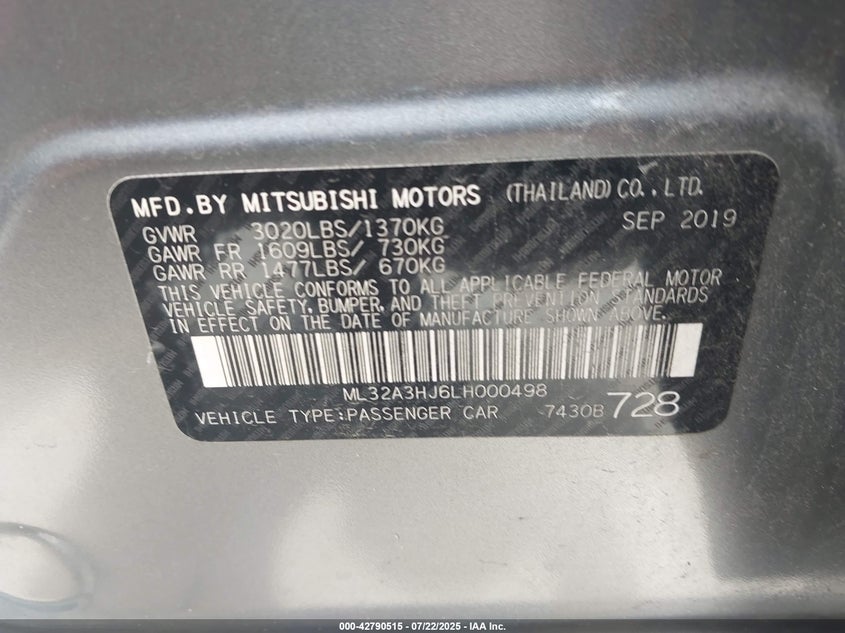 MFD.BY MITSUBISHI MOTORS (THAILAND) CO., LTD.
GVWR 3020LBS/1370KG SEP 2019
GAWR FR 1609LBS/ 730KG
GAWR RR 1477LBS/ 670KG
THIS VEHICLE CONFORMS TO ALL APPLICABLE FEDERAL MOTOR
VEHICLE SAFETY, BUMPER, AND THEFT PREVENTION STANDARDS
IN EFFECT ON THE DATE OF MANUFACTURE SHOWN ABOVE.
ML32A3HJ6LH000498
VEHICLE TYPE:PASSENGER CAR 7430B 728
000-42790515 - 07/22/2025 - IAA Inc.